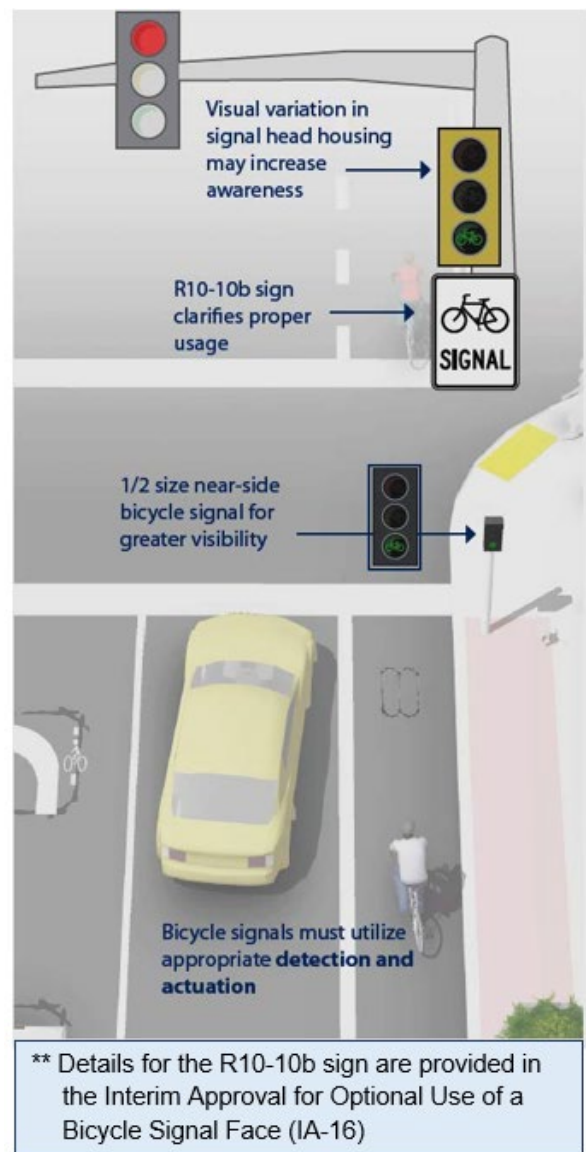 Visual variation in
signal head housing
may increase
awareness
R10-10b sign
clarifies proper
usage
SIGNAL
1/2 size near-side
bicycle signal for
greater visibility
Bicycle signals must utilize
appropriate detection and
actuation
** Details for the R10-10b sign are provided in
the Interim Approval for Optional Use of a
Bicycle Signal Face (IA-16)